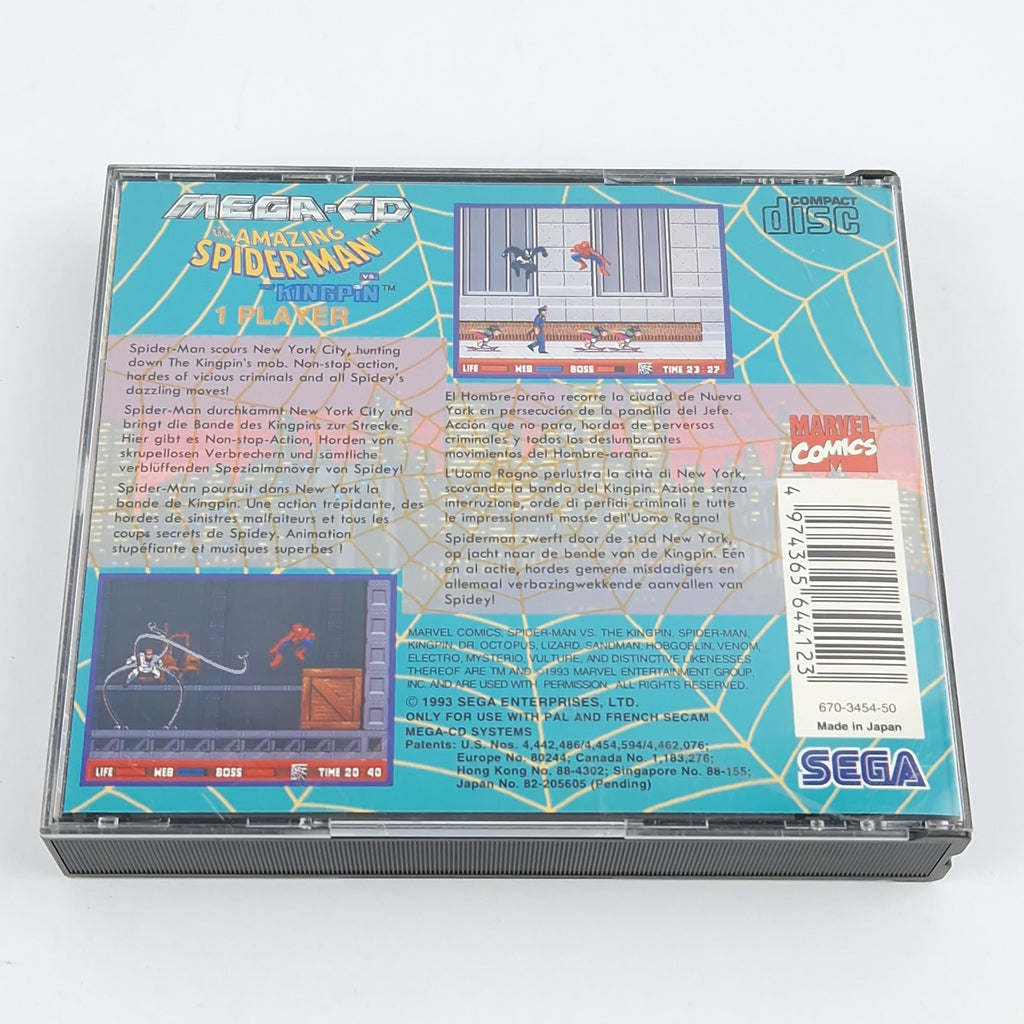 MEGA-CD
THE AMAZING
SPIDER-MAN™
VS.
THE KINGPIN™
1 PLAYER
Spider-Man scours New York City, hunting
down The Kingpin's mob. Non-stop action,
hordes of vicious criminals and all Spidey's
dazzling moves!
Spider-Man durchkämmt New York City und
bringt die Bande des Kingpins zur Strecke.
Hier gibt es Non-stop-Action, Horden von
skrupellosen Verbrechern und sämtliche
verblüffenden Spezialmanöver von Spidey!
Spider-Man poursuit dans New York la
bande de Kingpin. Une action trépidante, des
hordes de sinistres malfaiteurs et tous les
coups secrets de Spidey. Animation
stupéfiante et musiques superbes !
LIFE WEB BOSS TIME 20 40
LIFE WEB BOSS TIME 23 27
El Hombre-araña recorre la ciudad de Nueva
York en persecución de la pandilla del Jefe.
Acción que no para, hordas de perversos
criminales y todos los deslumbrantes
movimientos del Hombre-araño.
L'Uomo Ragno perlustra la città di New York,
scovando la banda del Kingpin. Azione senza
interruzione, orde di perfidi criminali e tutte
le impressionanti mosse dell'Uomo Ragno!
Spiderman zwerft door de stad New York,
op jacht naar de bende van de Kingpin. Eén
en al actie, hordes gemene misdadigers en
allemaal verbazingwekkende aanvallen van
Spidey!
MARVEL COMICS, SPIDER-MAN VS. THE KINGPIN, SPIDER-MAN,
KINGPIN, DR. OCTOPUS, LIZARD, SANDMAN, HOBGOBLIN, VENOM,
ELECTRO, MYSTERIO, VULTURE, AND DISTINCTIVE LIKENESSES
THEREOF ARE TM AND ©1993 MARVEL ENTERTAINMENT GROUP,
INC. AND ARE USED WITH PERMISSION. ALL RIGHTS RESERVED.
© 1993 SEGA ENTERPRISES, LTD.
ONLY FOR USE WITH PAL AND FRENCH SECAM
MEGA-CD SYSTEMS
Patents: U.S. Nos. 4,442,486/4,454,594/4,462,076;
Europe No. 80244; Canada No. 1,183,276;
Hong Kong No. 88-4302; Singapore No. 88-155;
Japan No. 82-205605 (Pending)
COMPACT
disc
MARVEL
COMICS
M
4 974365 644123
670-3454-50
Made in Japan
SEGA